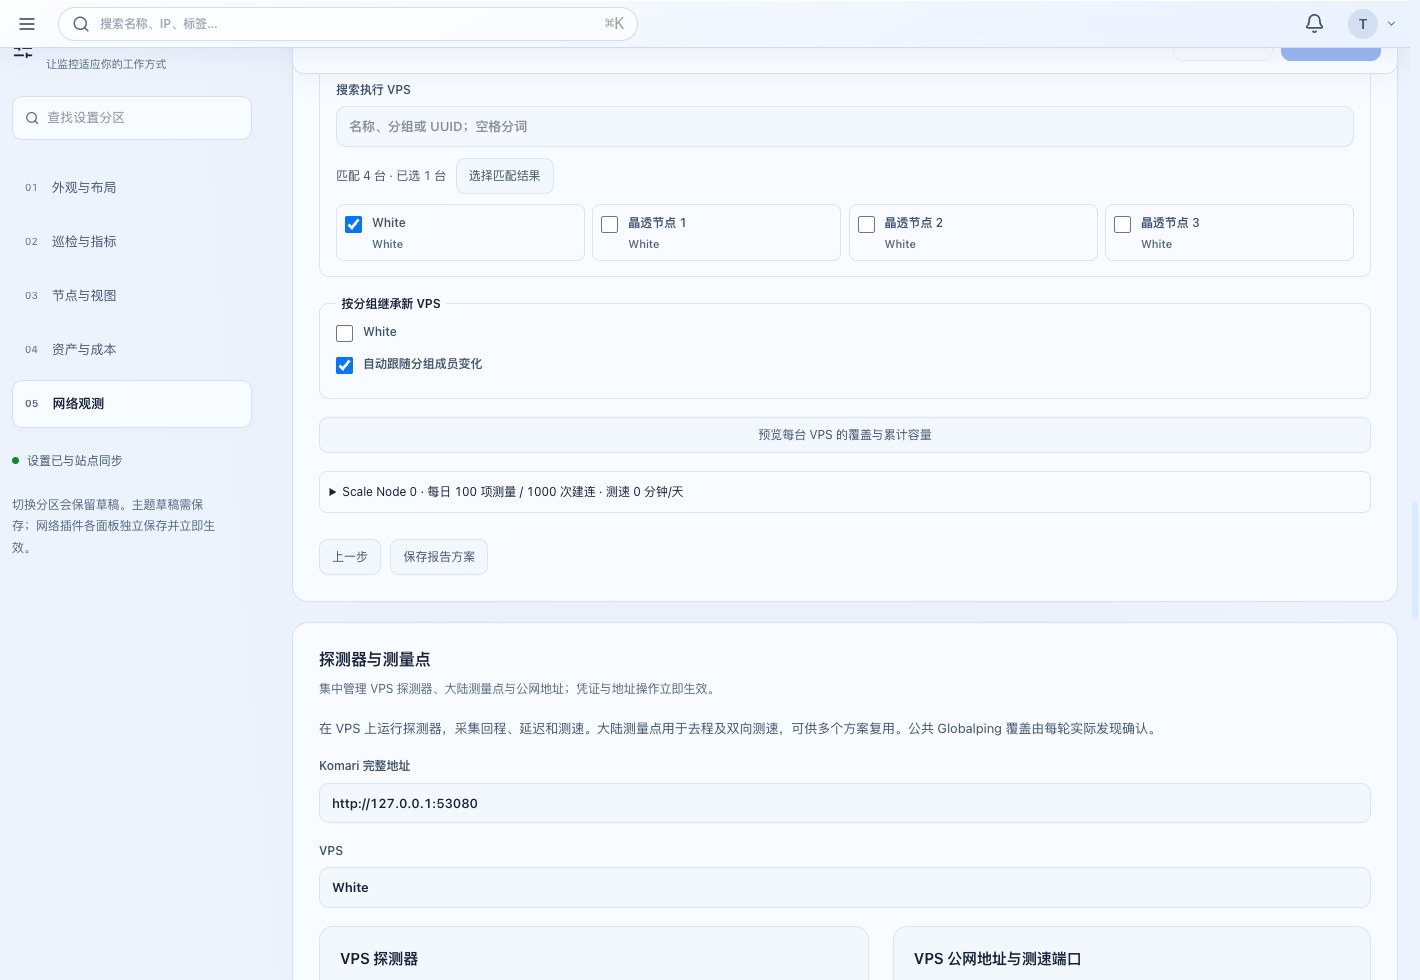 搜索名称、IP、标签...
⌘K
T
让监控适应你的工作方式
查找设置分区
01 外观与布局
02 巡检与指标
03 节点与视图
04 资产与成本
05 网络观测
设置已与站点同步
切换分区会保留草稿。主题草稿需保
存；网络插件各面板独立保存并立即生
效。
搜索执行 VPS
名称、分组或 UUID；空格分词
匹配 4 台 · 已选 1 台
选择匹配结果
White
White
晶透节点 1
White
晶透节点 2
White
晶透节点 3
White
按分组继承新 VPS
White
自动跟随分组成员变化
预览每台 VPS 的覆盖与累计容量
Scale Node 0 · 每日 100 项测量 / 1000 次建连 · 测速 0 分钟/天
上一步
保存报告方案
探测器与测量点
集中管理 VPS 探测器、大陆测量点与公网地址；凭证与地址操作立即生效。
在 VPS 上运行探测器，采集回程、延迟和测速。大陆测量点用于去程及双向测速，可供多个方案复用。公共 Globalping 覆盖由每轮实际发现确认。
Komari 完整地址
http://127.0.0.1:53080
VPS
White
VPS 探测器
VPS 公网地址与测速端口